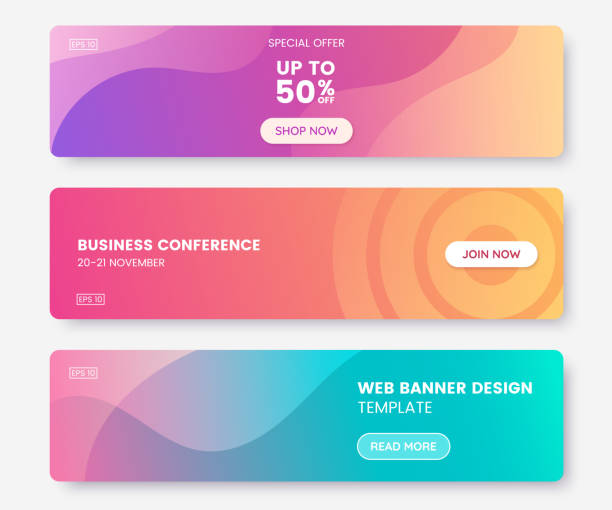 EPS 10
SPECIAL OFFER
UP TO
50% OFF
SHOP NOW
BUSINESS CONFERENCE
20-21 NOVEMBER
JOIN NOW
EPS 10
EPS 10
WEB BANNER DESIGN
TEMPLATE
READ MORE